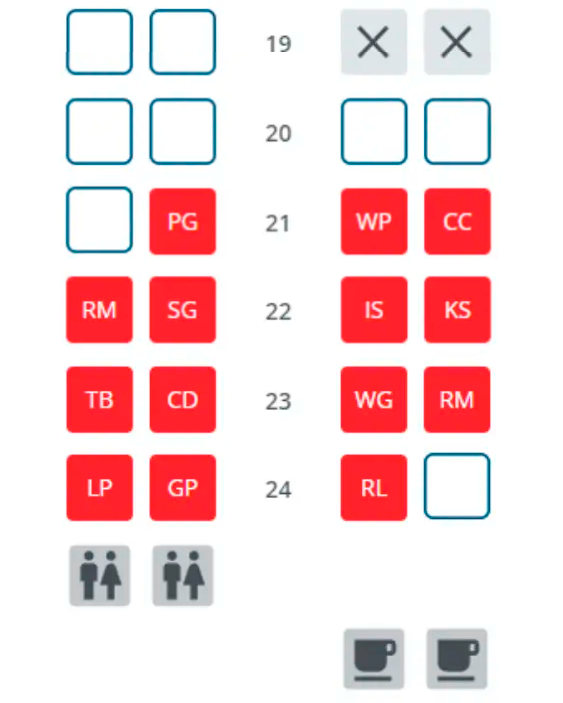 19
20
PG 21 WP CC
RM SG 22 IS KS
TB CD 23 WG RM
LP GP 24 RL